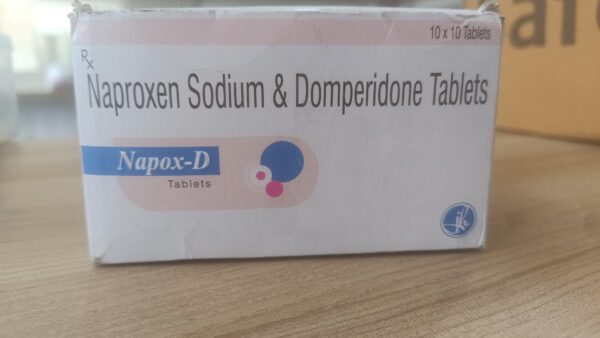 10 x 10 Tablets
Rx
Naproxen Sodium & Domperidone Tablets
Napox-D
Tablets